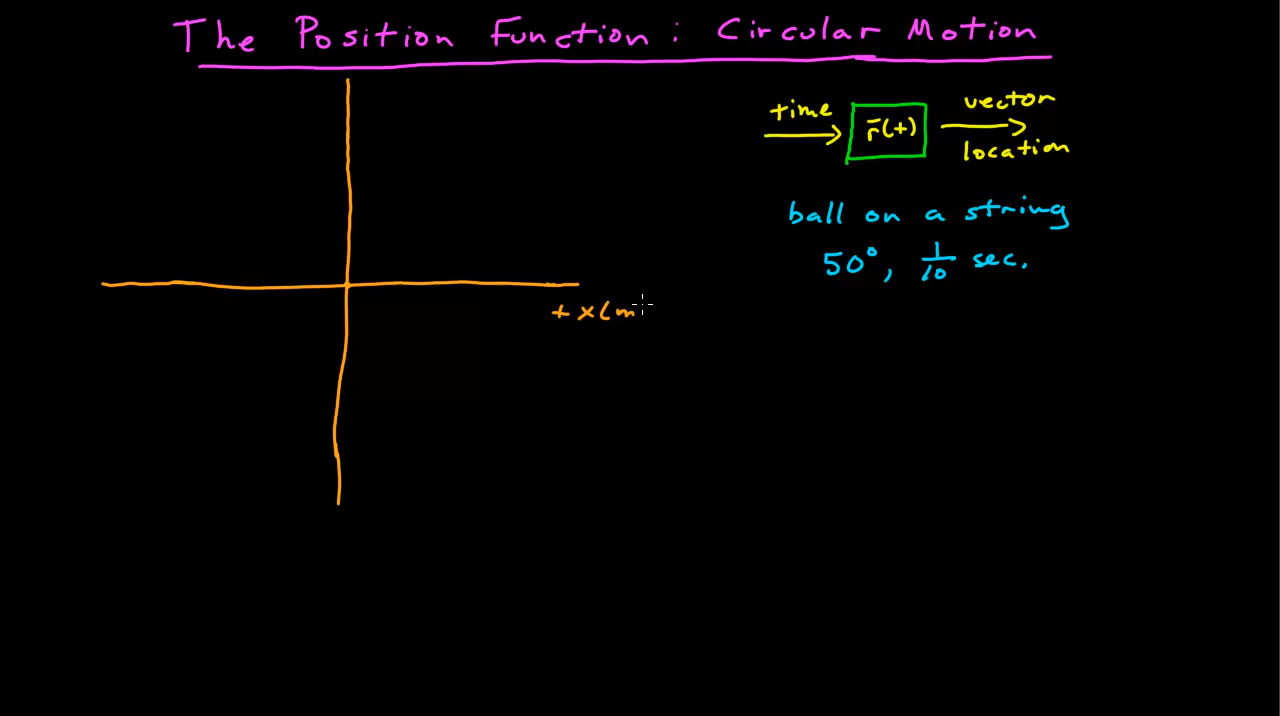 The Position Function: Circular Motion
time
r̄(t)
vector
location
ball on a string
50°, 1/10 sec.
+x(m